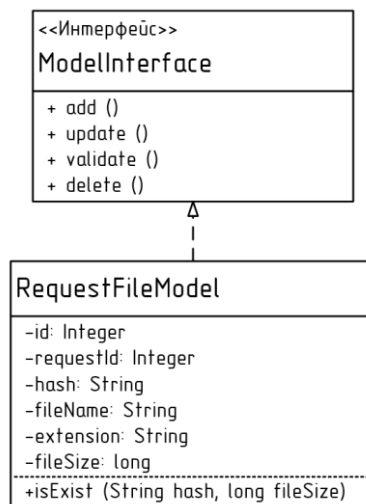 <<Интерфейс>>
ModelInterface
+ add ()
+ update ()
+ validate ()
+ delete ()
RequestFileModel
-id: Integer
-requestId: Integer
-hash: String
-fileName: String
-extension: String
-fileSize: long
+isExist (String hash, long fileSize)